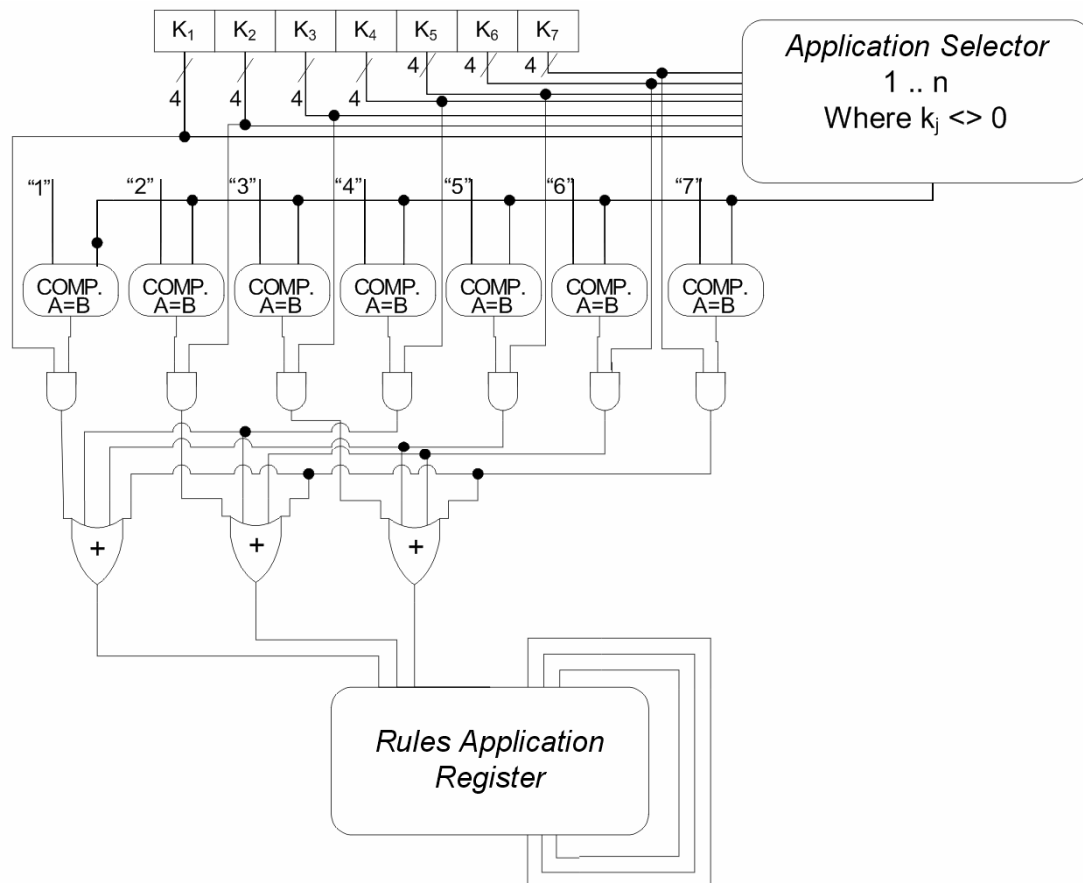 K1 K2 K3 K4 K5 K6 K7
4 4 4
4 4 4 4
Application Selector
1 .. n
Where kj <> 0
“1” “2” “3” “4” “5” “6” “7”
COMP. COMP. COMP. COMP. COMP. COMP. COMP.
A=B A=B A=B A=B A=B A=B A=B
+ + +
Rules Application
Register